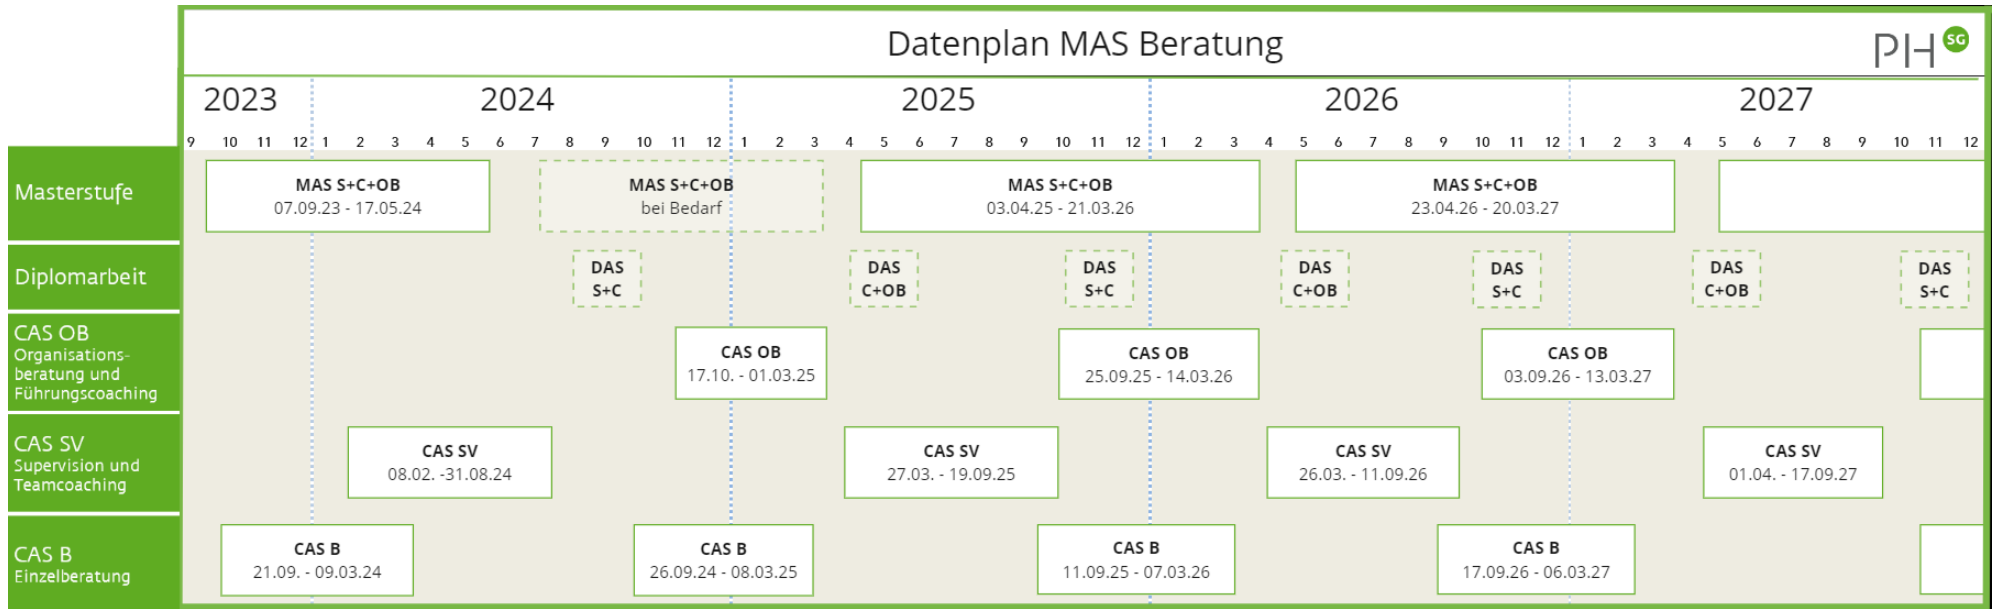 Datenplan MAS Beratung
PH SG
2023 2024 2025 2026 2027
9 10 11 12 1 2 3 4 5 6 7 8 9 10 11 12 1 2 3 4 5 6 7 8 9 10 11 12 1 2 3 4 5 6 7 8 9 10 11 12 1 2 3 4 5 6 7 8 9 10 11 12
Masterstufe
MAS S+C+OB
07.09.23 - 17.05.24
MAS S+C+OB
bei Bedarf
MAS S+C+OB
03.04.25 - 21.03.26
MAS S+C+OB
23.04.26 - 20.03.27
Diplomarbeit
DAS
S+C
DAS
C+OB
DAS
S+C
DAS
C+OB
DAS
S+C
DAS
C+OB
DAS
S+C
CAS OB
Organisations-
beratung und
Führungscoaching
CAS OB
17.10. - 01.03.25
CAS OB
25.09.25 - 14.03.26
CAS OB
03.09.26 - 13.03.27
CAS SV
Supervision und
Teamcoaching
CAS SV
08.02. -31.08.24
CAS SV
27.03. - 19.09.25
CAS SV
26.03. - 11.09.26
CAS SV
01.04. - 17.09.27
CAS B
Einzelberatung
CAS B
21.09. - 09.03.24
CAS B
26.09.24 - 08.03.25
CAS B
11.09.25 - 07.03.26
CAS B
17.09.26 - 06.03.27